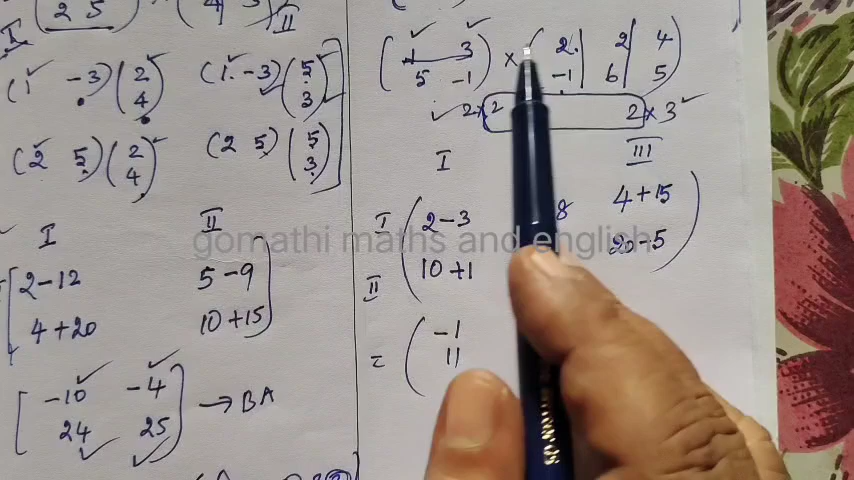 I ( 2 5 ) ( 4 3 ) II
(1 -3) (2 4) (1 -3) (5 3)
(2 5) (2 4) (2 5) (5 3)
I II
2-12 5-9
4+20 10+15
[-10 -4
24 25] → BA
(1 3
5 -1) × (2 2 4
-1 6 5)
2×2 2×3
I III
I (2-3 8 4+15
II 10+1 20-5)
= (-1
11
gomathi maths and english